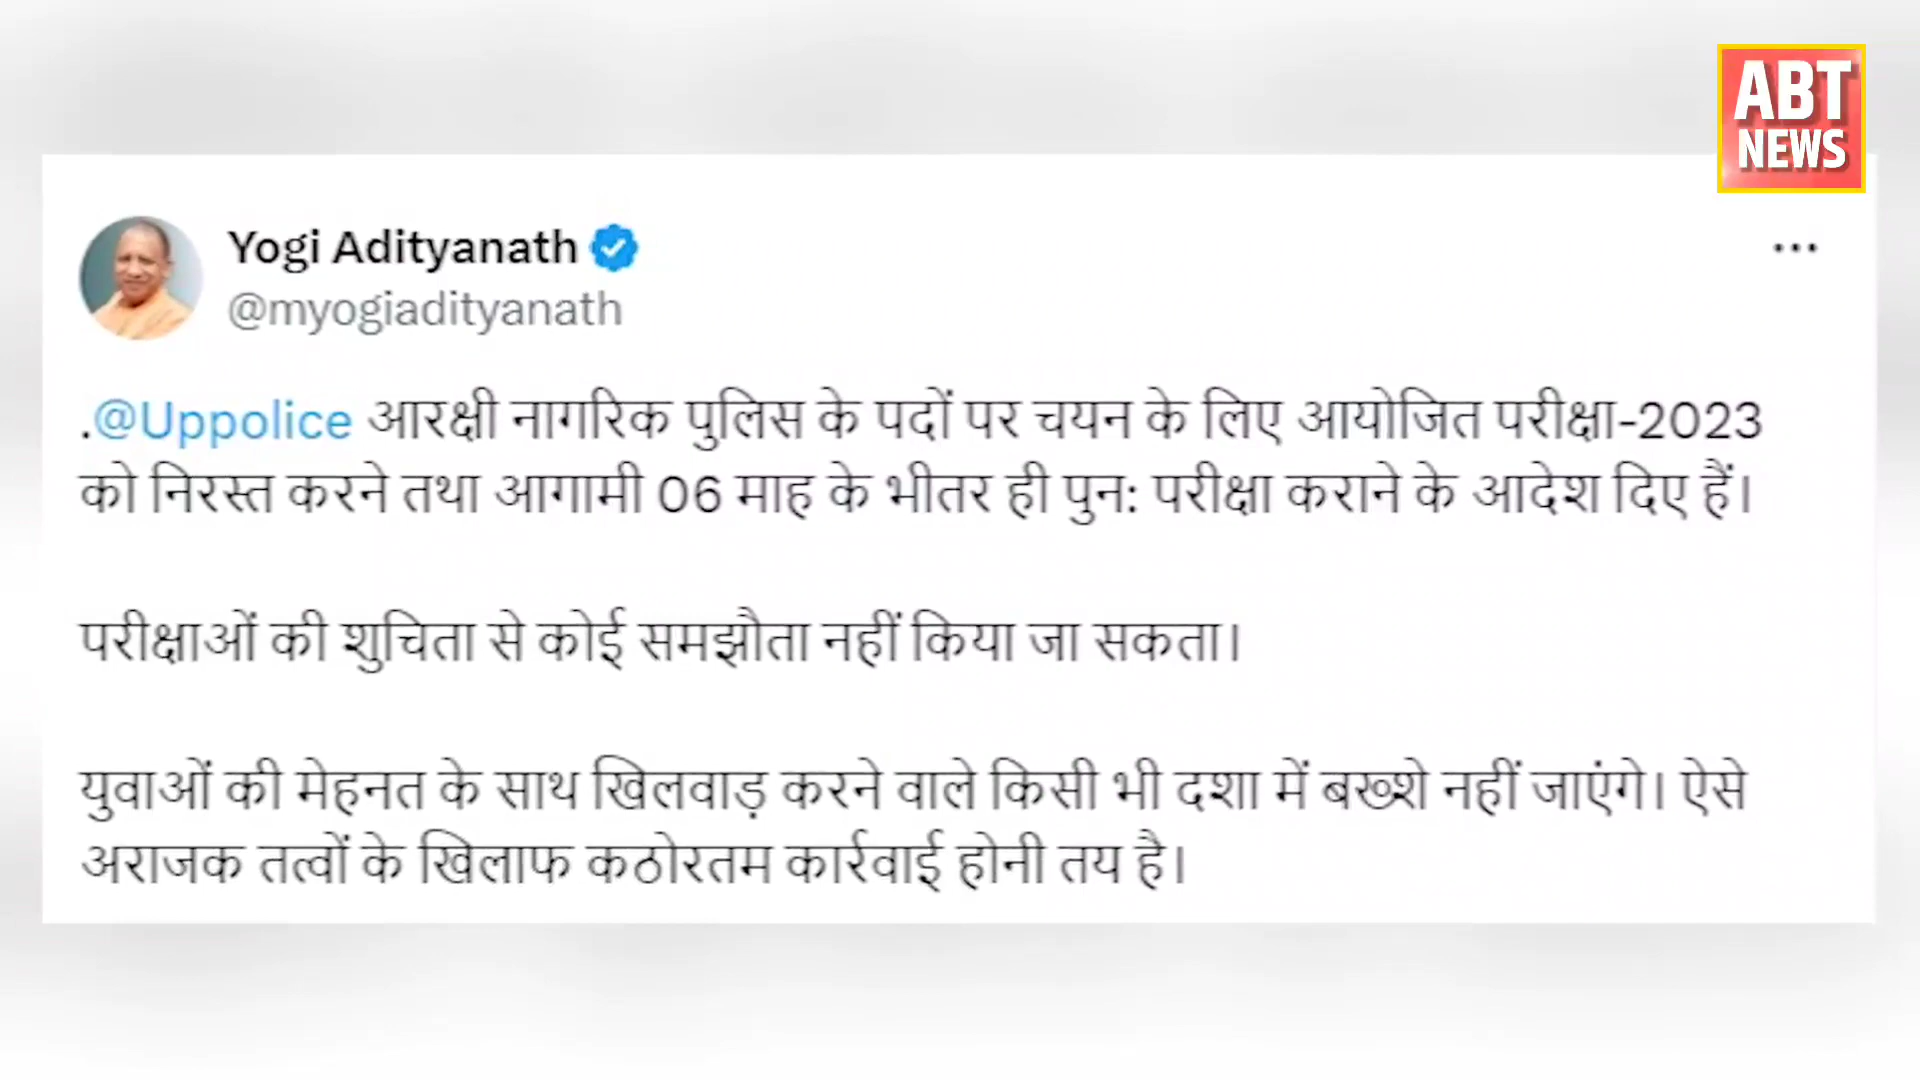 ABT
NEWS
Yogi Adityanath
@myogiadityanath
.@Uppolice आरक्षी नागरिक पुलिस के पदों पर चयन के लिए आयोजित परीक्षा-2023
को निरस्त करने तथा आगामी 06 माह के भीतर ही पुन: परीक्षा कराने के आदेश दिए हैं।
परीक्षाओं की शुचिता से कोई समझौता नहीं किया जा सकता।
युवाओं की मेहनत के साथ खिलवाड़ करने वाले किसी भी दशा में बख्शे नहीं जाएंगे। ऐसे
अराजक तत्वों के खिलाफ कठोरतम कार्रवाई होनी तय है।